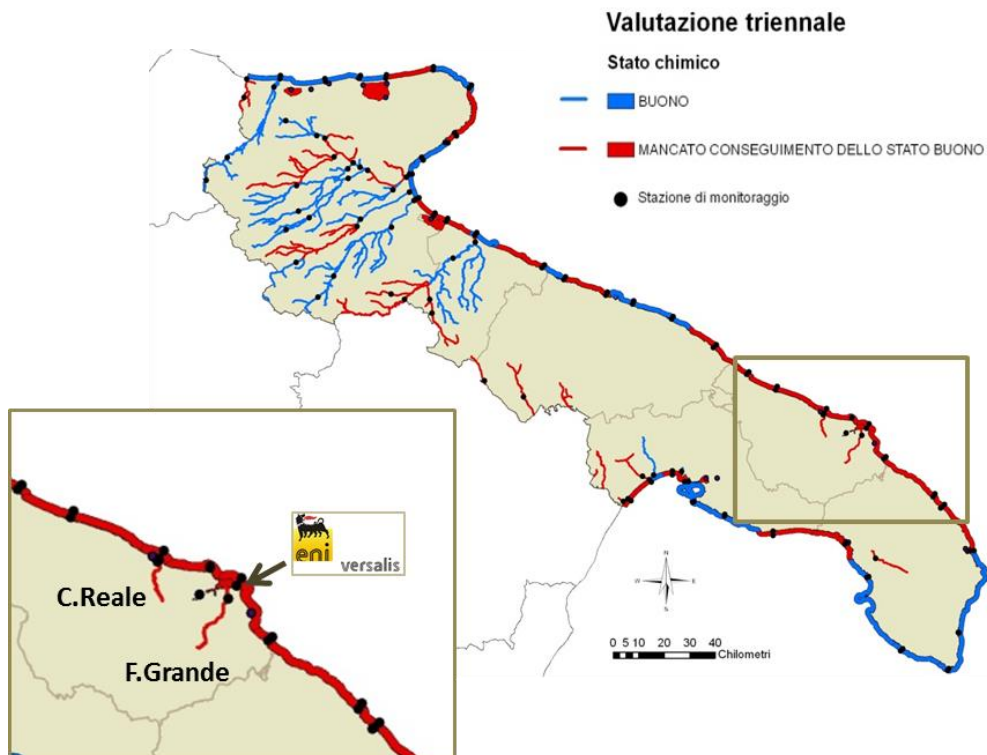 Valutazione triennale
Stato chimico
BUONO
MANCATO CONSEGUIMENTO DELLO STATO BUONO
Stazione di monitoraggio
eni
versalis
C.Reale
F.Grande
N
W E
S
0 5 10 20 30 40
Chilometri